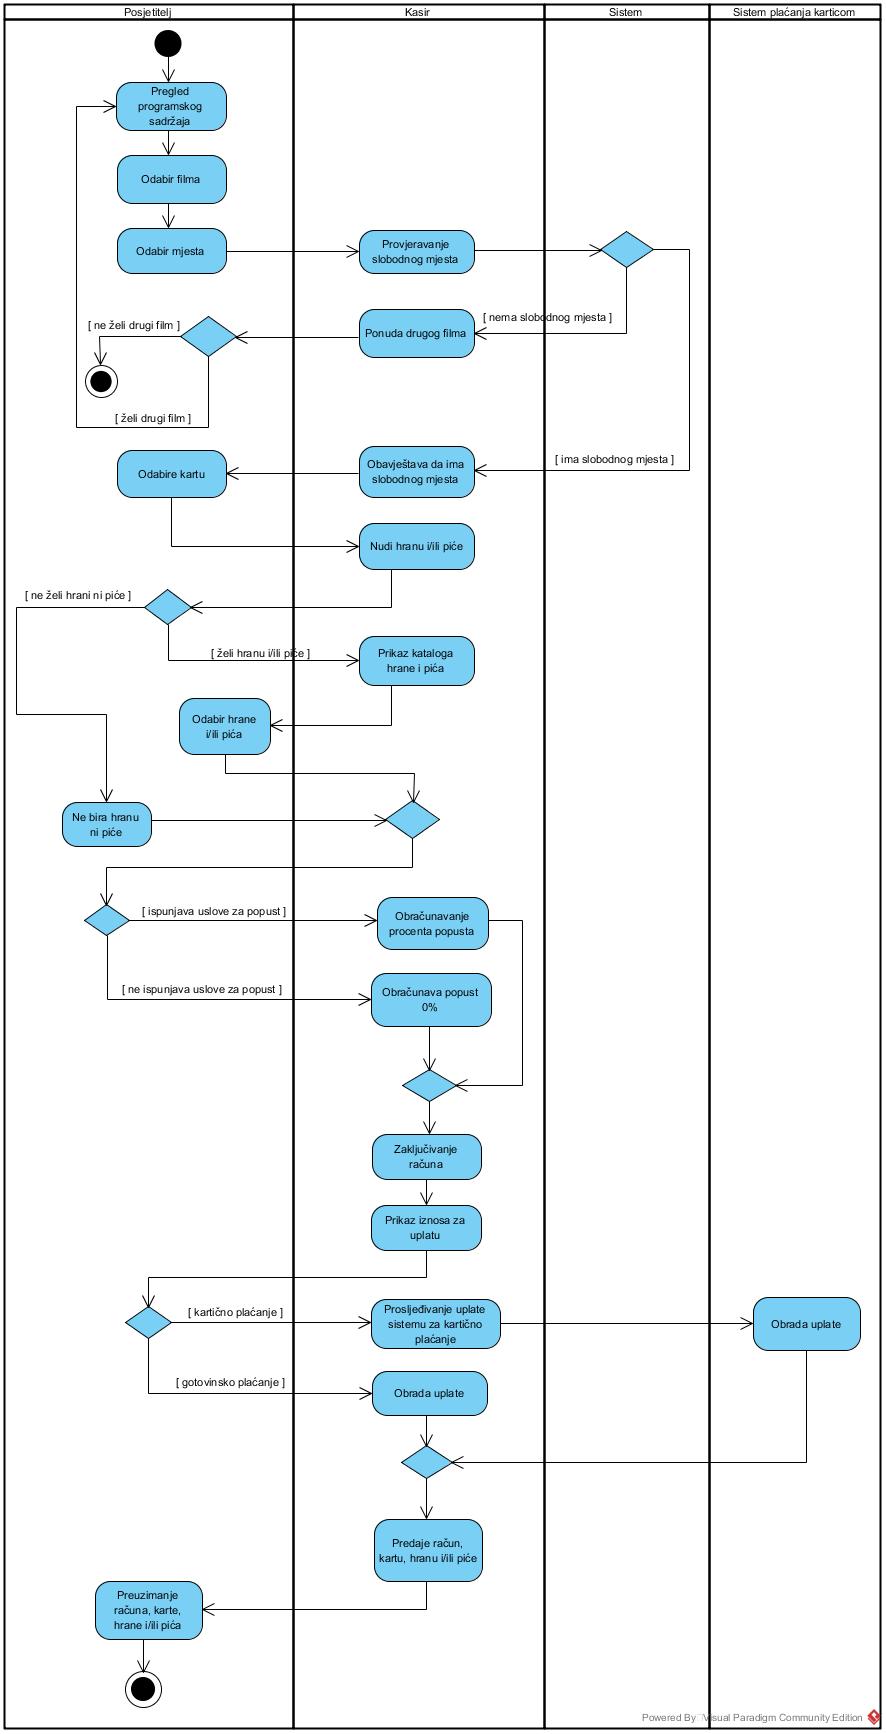 Posjetitelj
Kasir
Sistem
Sistem plaćanja karticom
Pregled
programskog
sadržaja
Odabir filma
Odabir mjesta
Provjeravanje
slobodnog mjesta
[ nema slobodnog mjesta ]
Ponuda drugog filma
[ ne želi drugi film ]
[ želi drugi film ]
[ ima slobodnog mjesta ]
Obavještava da ima
slobodnog mjesta
Odabire kartu
Nudi hranu i/ili piće
[ ne želi hrani ni piće ]
[ želi hranu i/ili piće ]
Prikaz kataloga
hrane i pića
Odabir hrane
i/ili pića
Ne bira hranu
ni piće
[ ispunjava uslove za popust ]
Obračunavanje
procenta popusta
[ ne ispunjava uslove za popust ]
Obračunava popust
0%
Zaključivanje
računa
Prikaz iznosa za
uplatu
[ kartično plaćanje ]
Prosljeđivanje uplate
sistemu za kartično
plaćanje
Obrada uplate
[ gotovinsko plaćanje ]
Obrada uplate
Predaje račun,
kartu, hranu i/ili piće
Preuzimanje
računa, karte,
hrane i/ili pića
Powered By Visual Paradigm Community Edition